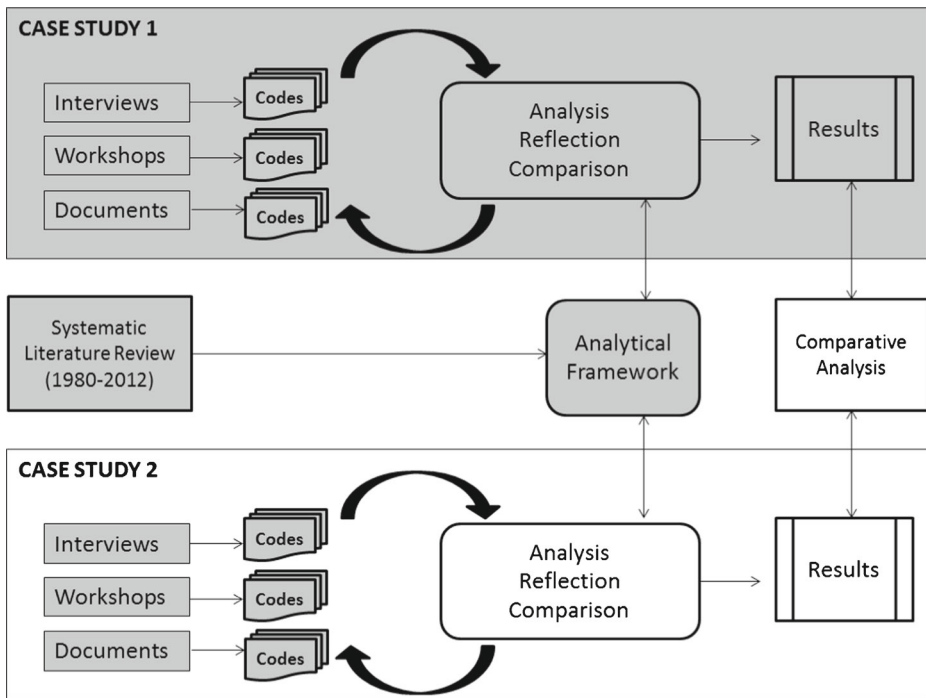 CASE STUDY 1
Interviews
Codes
Workshops
Codes
Documents
Codes
Analysis
Reflection
Comparison
Results
Systematic
Literature Review
(1980-2012)
Analytical
Framework
Comparative
Analysis
CASE STUDY 2
Interviews
Codes
Workshops
Codes
Documents
Codes
Analysis
Reflection
Comparison
Results